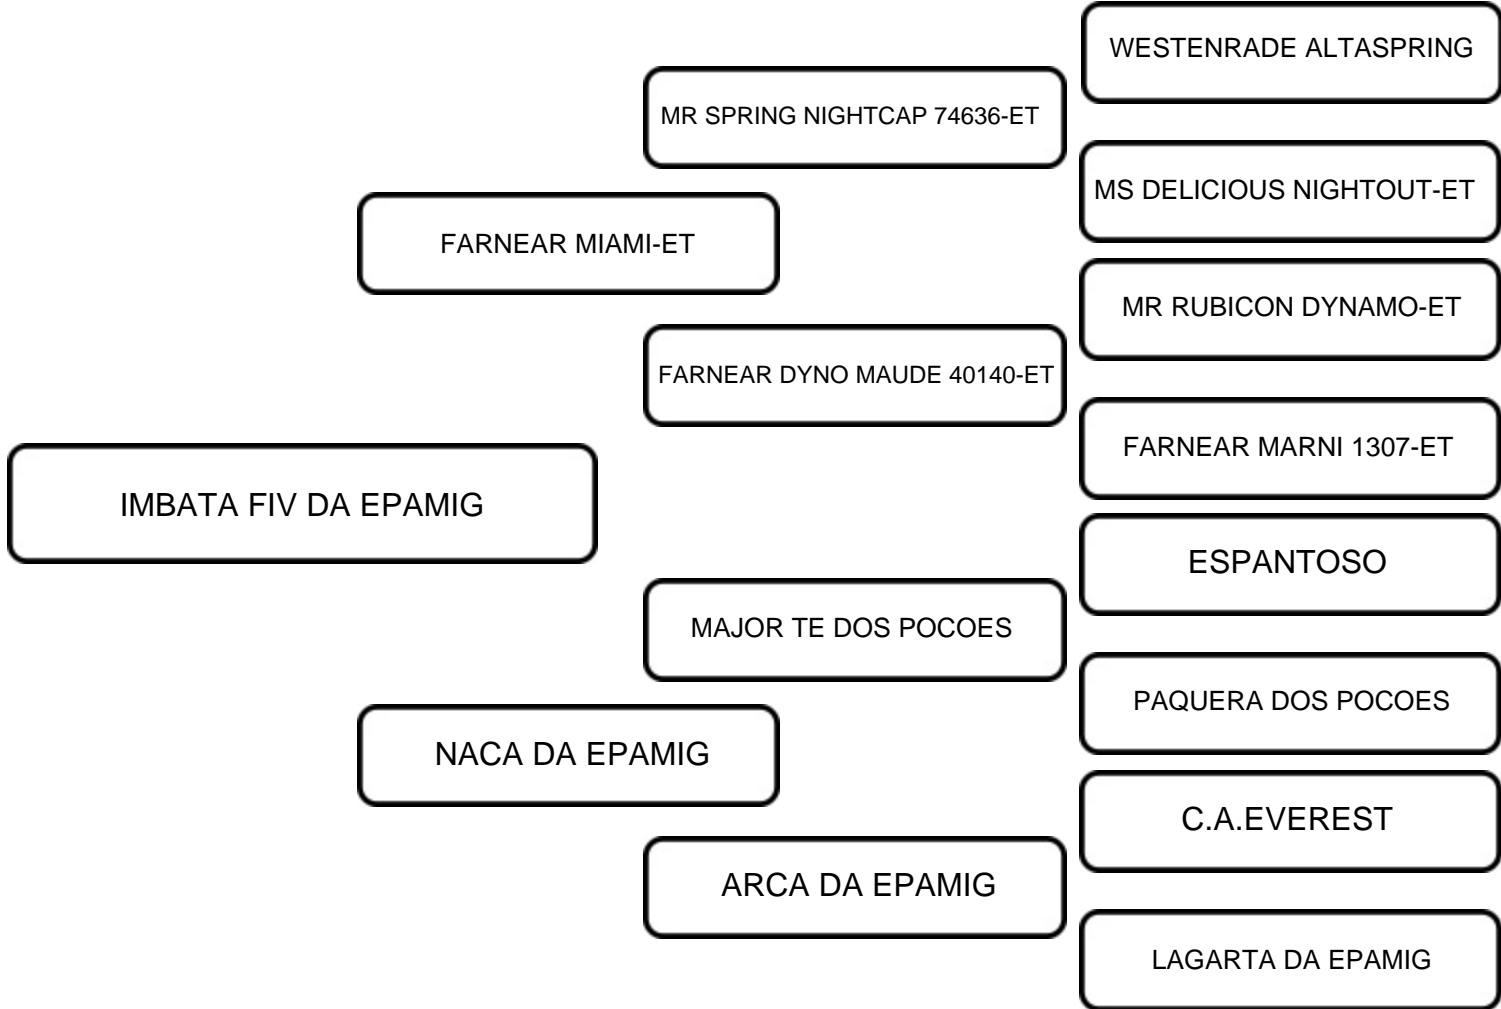 WESTENRADE ALTASPRING
MR SPRING NIGHTCAP 74636-ET
MS DELICIOUS NIGHTOUT-ET
FARNEAR MIAMI-ET
MR RUBICON DYNAMO-ET
FARNEAR DYNO MAUDE 40140-ET
FARNEAR MARNI 1307-ET
IMBATA FIV DA EPAMIG
ESPANTOSO
MAJOR TE DOS POCOES
PAQUERA DOS POCOES
NACA DA EPAMIG
C.A.EVEREST
ARCA DA EPAMIG
LAGARTA DA EPAMIG